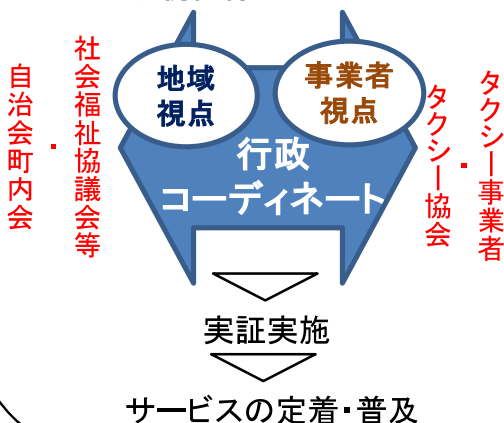 自治会町内会
・
社会福祉協議会等
地域
視点
事業者
視点
行政
コーディネート
タクシー協会
・
タクシー事業者
実証実施
サービスの定着・普及